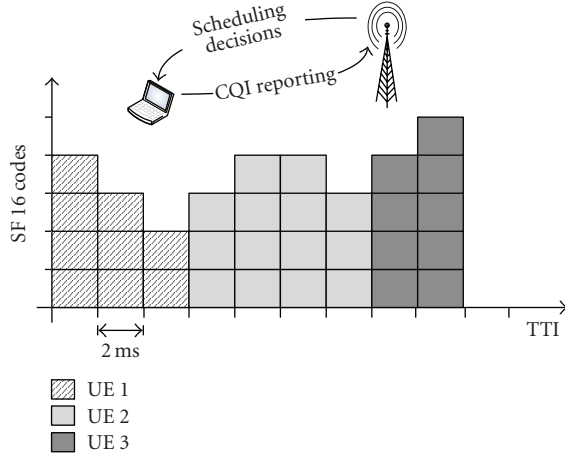 Scheduling
decisions
CQI reporting
SF 16 codes
TTI
2 ms
UE 1
UE 2
UE 3